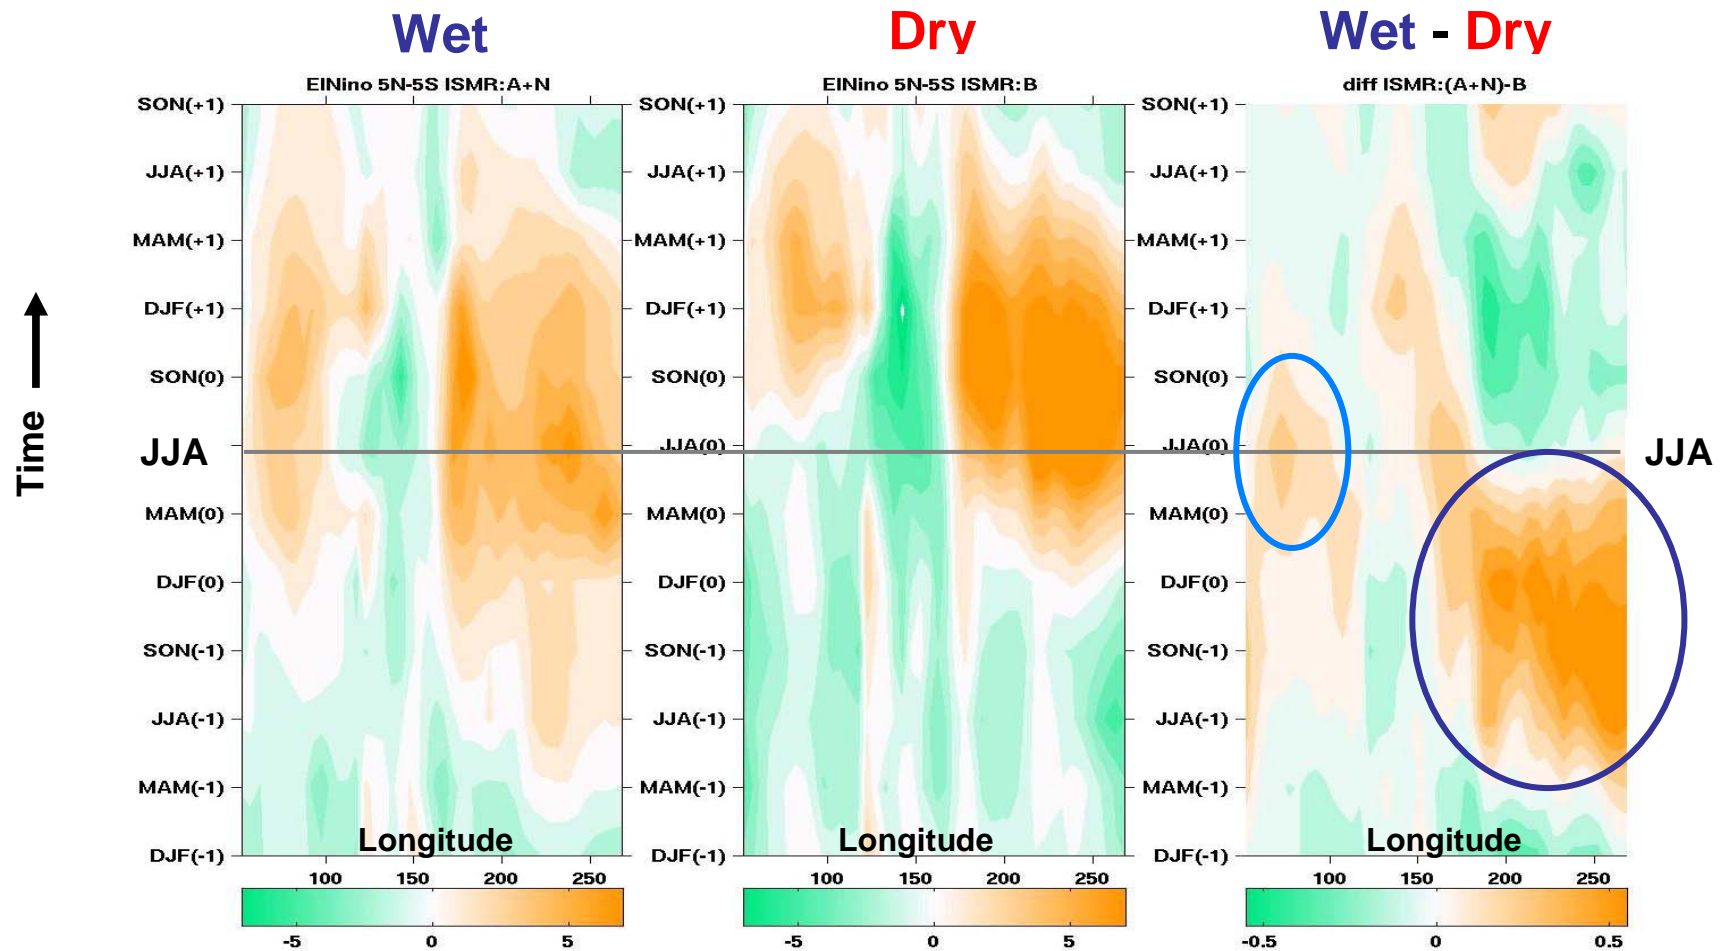 Wet
Dry
Wet - Dry
ElNino 5N-5S ISMR:A+N
ElNino 5N-5S ISMR:B
diff ISMR:(A+N)-B
SON(+1)
JJA(+1)
MAM(+1)
DJF(+1)
SON(0)
JJA
MAM(0)
DJF(0)
SON(-1)
JJA(-1)
MAM(-1)
DJF(-1)
Time
Longitude
100 150 200 250
-5 0 5
SON(+1)
JJA(+1)
MAM(+1)
DJF(+1)
SON(0)
JJA(0)
MAM(0)
DJF(0)
SON(-1)
JJA(-1)
MAM(-1)
DJF(-1)
Longitude
100 150 200 250
-5 0 5
SON(+1)
JJA(+1)
MAM(+1)
DJF(+1)
SON(0)
JJA(0)
MAM(0)
DJF(0)
SON(-1)
JJA(-1)
MAM(-1)
DJF(-1)
JJA
Longitude
100 150 200 250
-0.5 0 0.5